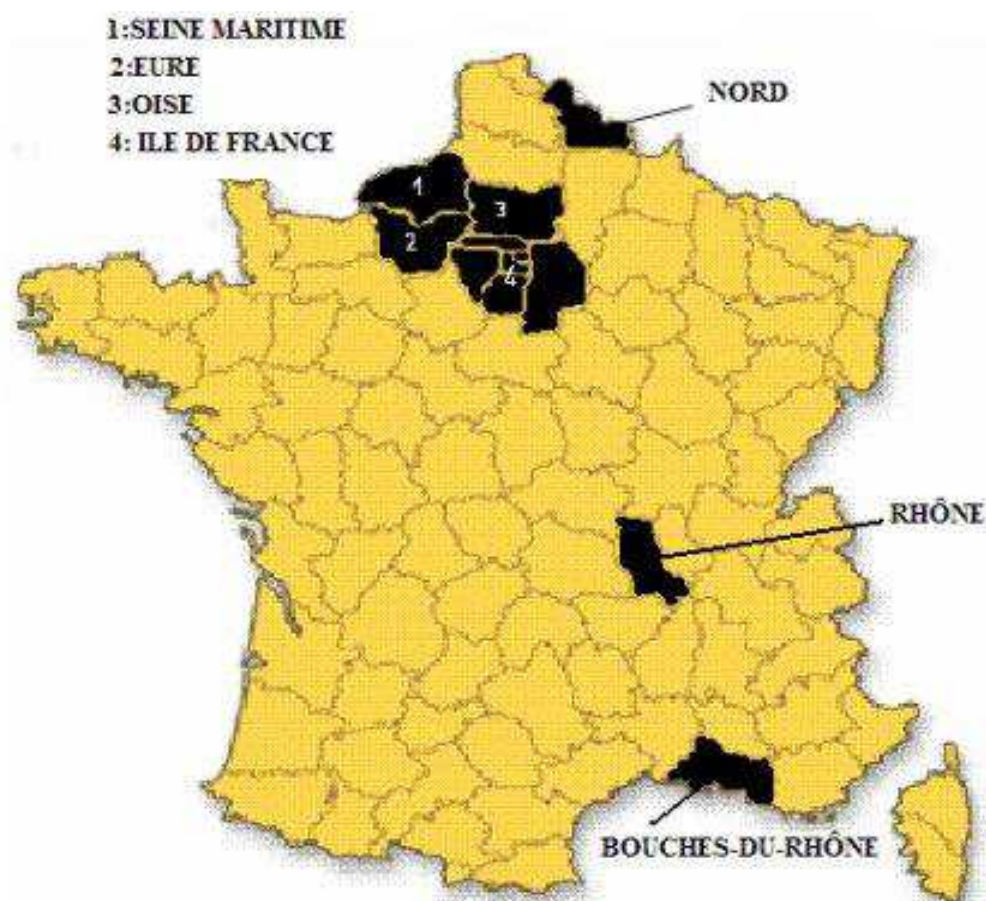 1:SEINE MARITIME
2:EURE
3:OISE
4: ILE DE FRANCE
NORD
1
3
2
4
RHÔNE
BOUCHES-DU-RHÔNE